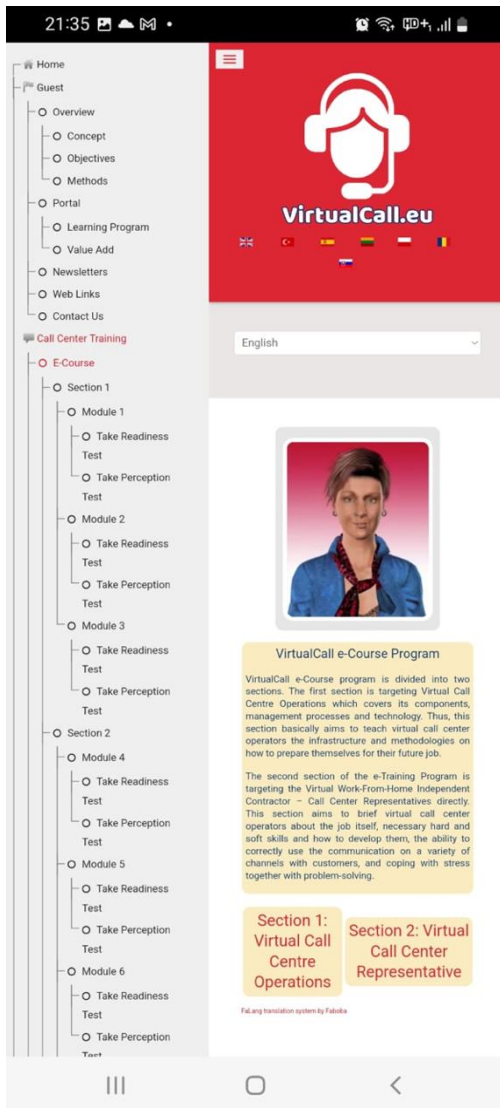 21:35
Home
Guest
Overview
Concept
Objectives
Methods
Portal
Learning Program
Value Add
Newsletters
Web Links
Contact Us
Call Center Training
E-Course
Section 1
Module 1
Take Readiness
Test
Take Perception
Test
Module 2
Take Readiness
Test
Take Perception
Test
Module 3
Take Readiness
Test
Take Perception
Test
Section 2
Module 4
Take Readiness
Test
Take Perception
Test
Module 5
Take Readiness
Test
Take Perception
Test
Module 6
Take Readiness
Test
Take Perception
Test
VirtualCall.eu
English
VirtualCall e-Course Program
VirtualCall e-Course program is divided into two
sections. The first section is targeting Virtual Call
Centre Operations which covers its components,
management processes and technology. Thus, this
section basically aims to teach virtual call center
operators the infrastructure and methodologies on
how to prepare themselves for their future job.
The second section of the e-Training Program is
targeting the Virtual Work-From-Home Independent
Contractor – Call Center Representatives directly.
This section aims to brief virtual call center
operators about the job itself, necessary hard and
soft skills and how to develop them, the ability to
correctly use the communication on a variety of
channels with customers, and coping with stress
together with problem-solving.
Section 1:
Virtual Call
Centre
Operations
Section 2: Virtual
Call Center
Representative
FaLang translation system by Faboba